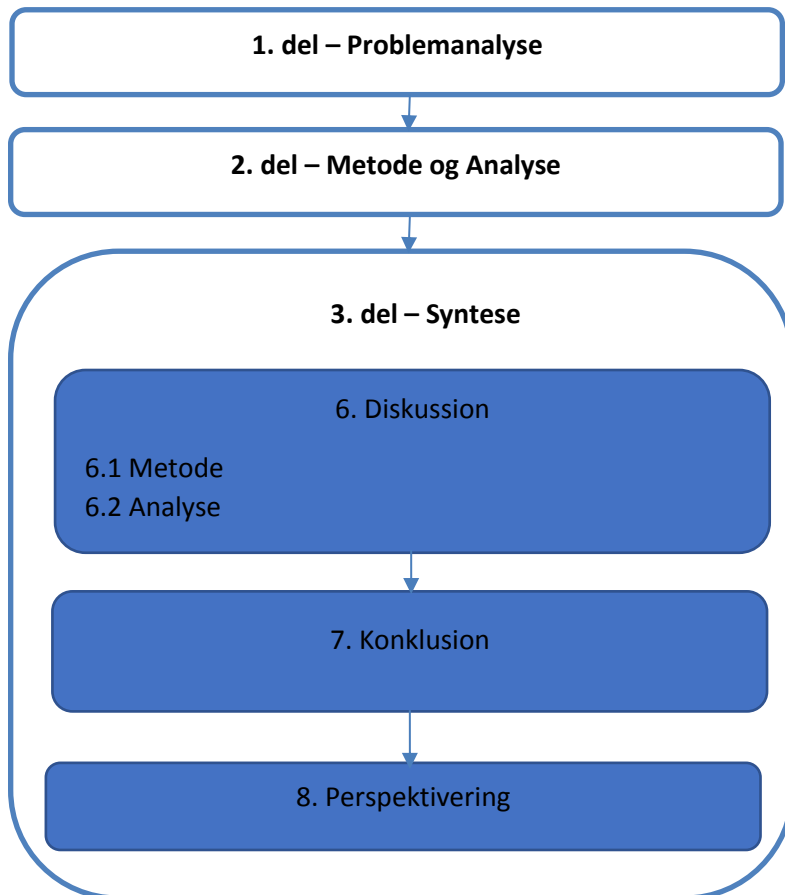 1. del – Problemanalyse
2. del – Metode og Analyse
3. del – Syntese
6. Diskussion
6.1 Metode
6.2 Analyse
7. Konklusion
8. Perspektivering